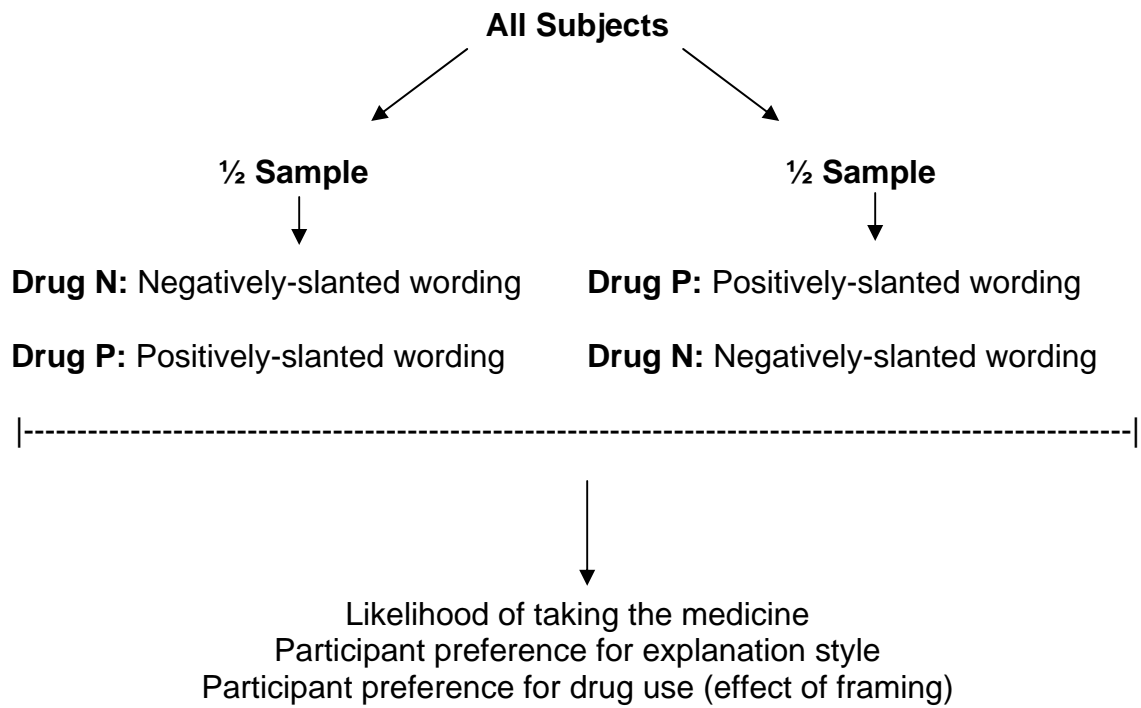 All Subjects
½ Sample ½ Sample
Drug N: Negatively-slanted wording Drug P: Positively-slanted wording
Drug P: Positively-slanted wording Drug N: Negatively-slanted wording
Likelihood of taking the medicine
Participant preference for explanation style
Participant preference for drug use (effect of framing)